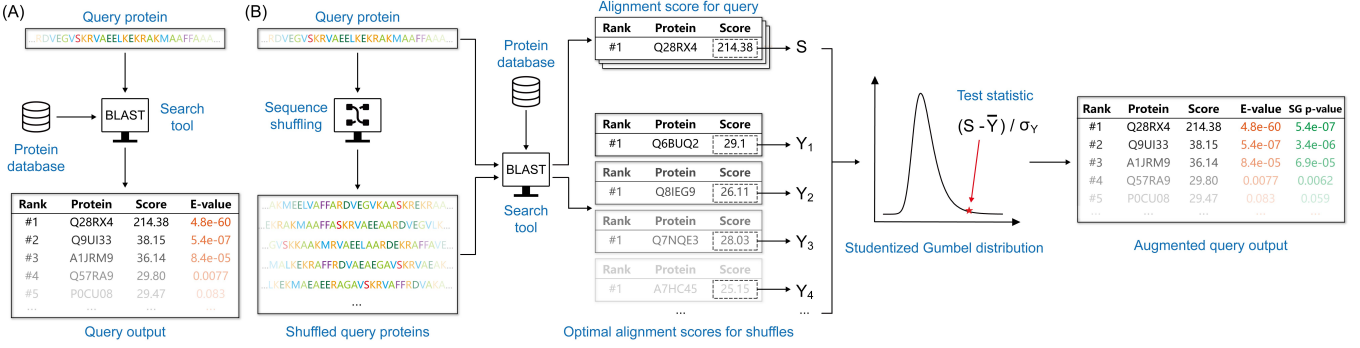 (A)
Query protein
...RDVEGVSKRVAEELKEKRAKMAAFFAAA...
BLAST
Search
tool
Protein
database
Rank Protein Score E-value
#1 Q28RX4 214.38 4.8e-60
#2 Q9UI33 38.15 5.4e-07
#3 A1JRM9 36.14 8.4e-05
#4 Q57RA9 29.80 0.0077
#5 P0CU08 29.47 0.083
... ... ... ...
Query output
(B)
Query protein
...RDVEGVSKRVAEELKEKRAKMAAFFAAA...
Sequence
shuffling
...AKMEELVAFFARDVEGVKAASKREKRAA...
...EKRAKMAAFFASKRVAEEARDVEGVLK...
...GVSKKAAKMRVAEELAARDEKRAFFAVE...
...MALKEKRAFFRDVAEAEGAVSKRVAEAK...
...LKEKMAEAEERAGAVSKRVAFFRDVAKA...
...
Shuffled query proteins
Protein
database
BLAST
Search
tool
Alignment score for query
Rank Protein Score
#1 Q28RX4 214.38
S
Rank Protein Score
#1 Q6BUQ2 29.1
Y1
Rank Protein Score
#1 Q8IEG9 26.11
Y2
Rank Protein Score
#1 Q7NQE3 28.03
Y3
Rank Protein Score
#1 A7HC45 25.15
Y4
... ...
Optimal alignment scores for shuffles
Test statistic
(S - Ȳ) / σY
Studentized Gumbel distribution
Rank Protein Score E-value SG p-value
#1 Q28RX4 214.38 4.8e-60 5.4e-07
#2 Q9UI33 38.15 5.4e-07 3.4e-06
#3 A1JRM9 36.14 8.4e-05 6.9e-05
#4 Q57RA9 29.80 0.0077 0.0062
#5 P0CU08 29.47 0.083 0.059
... ... ... ... ...
Augmented query output